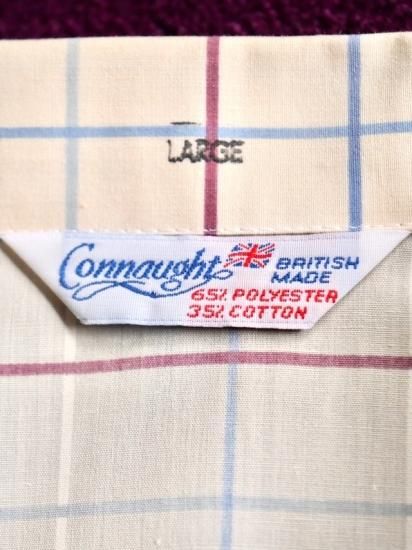 LARGE
Connaught
BRITISH
MADE
65% POLYESTER
35% COTTON